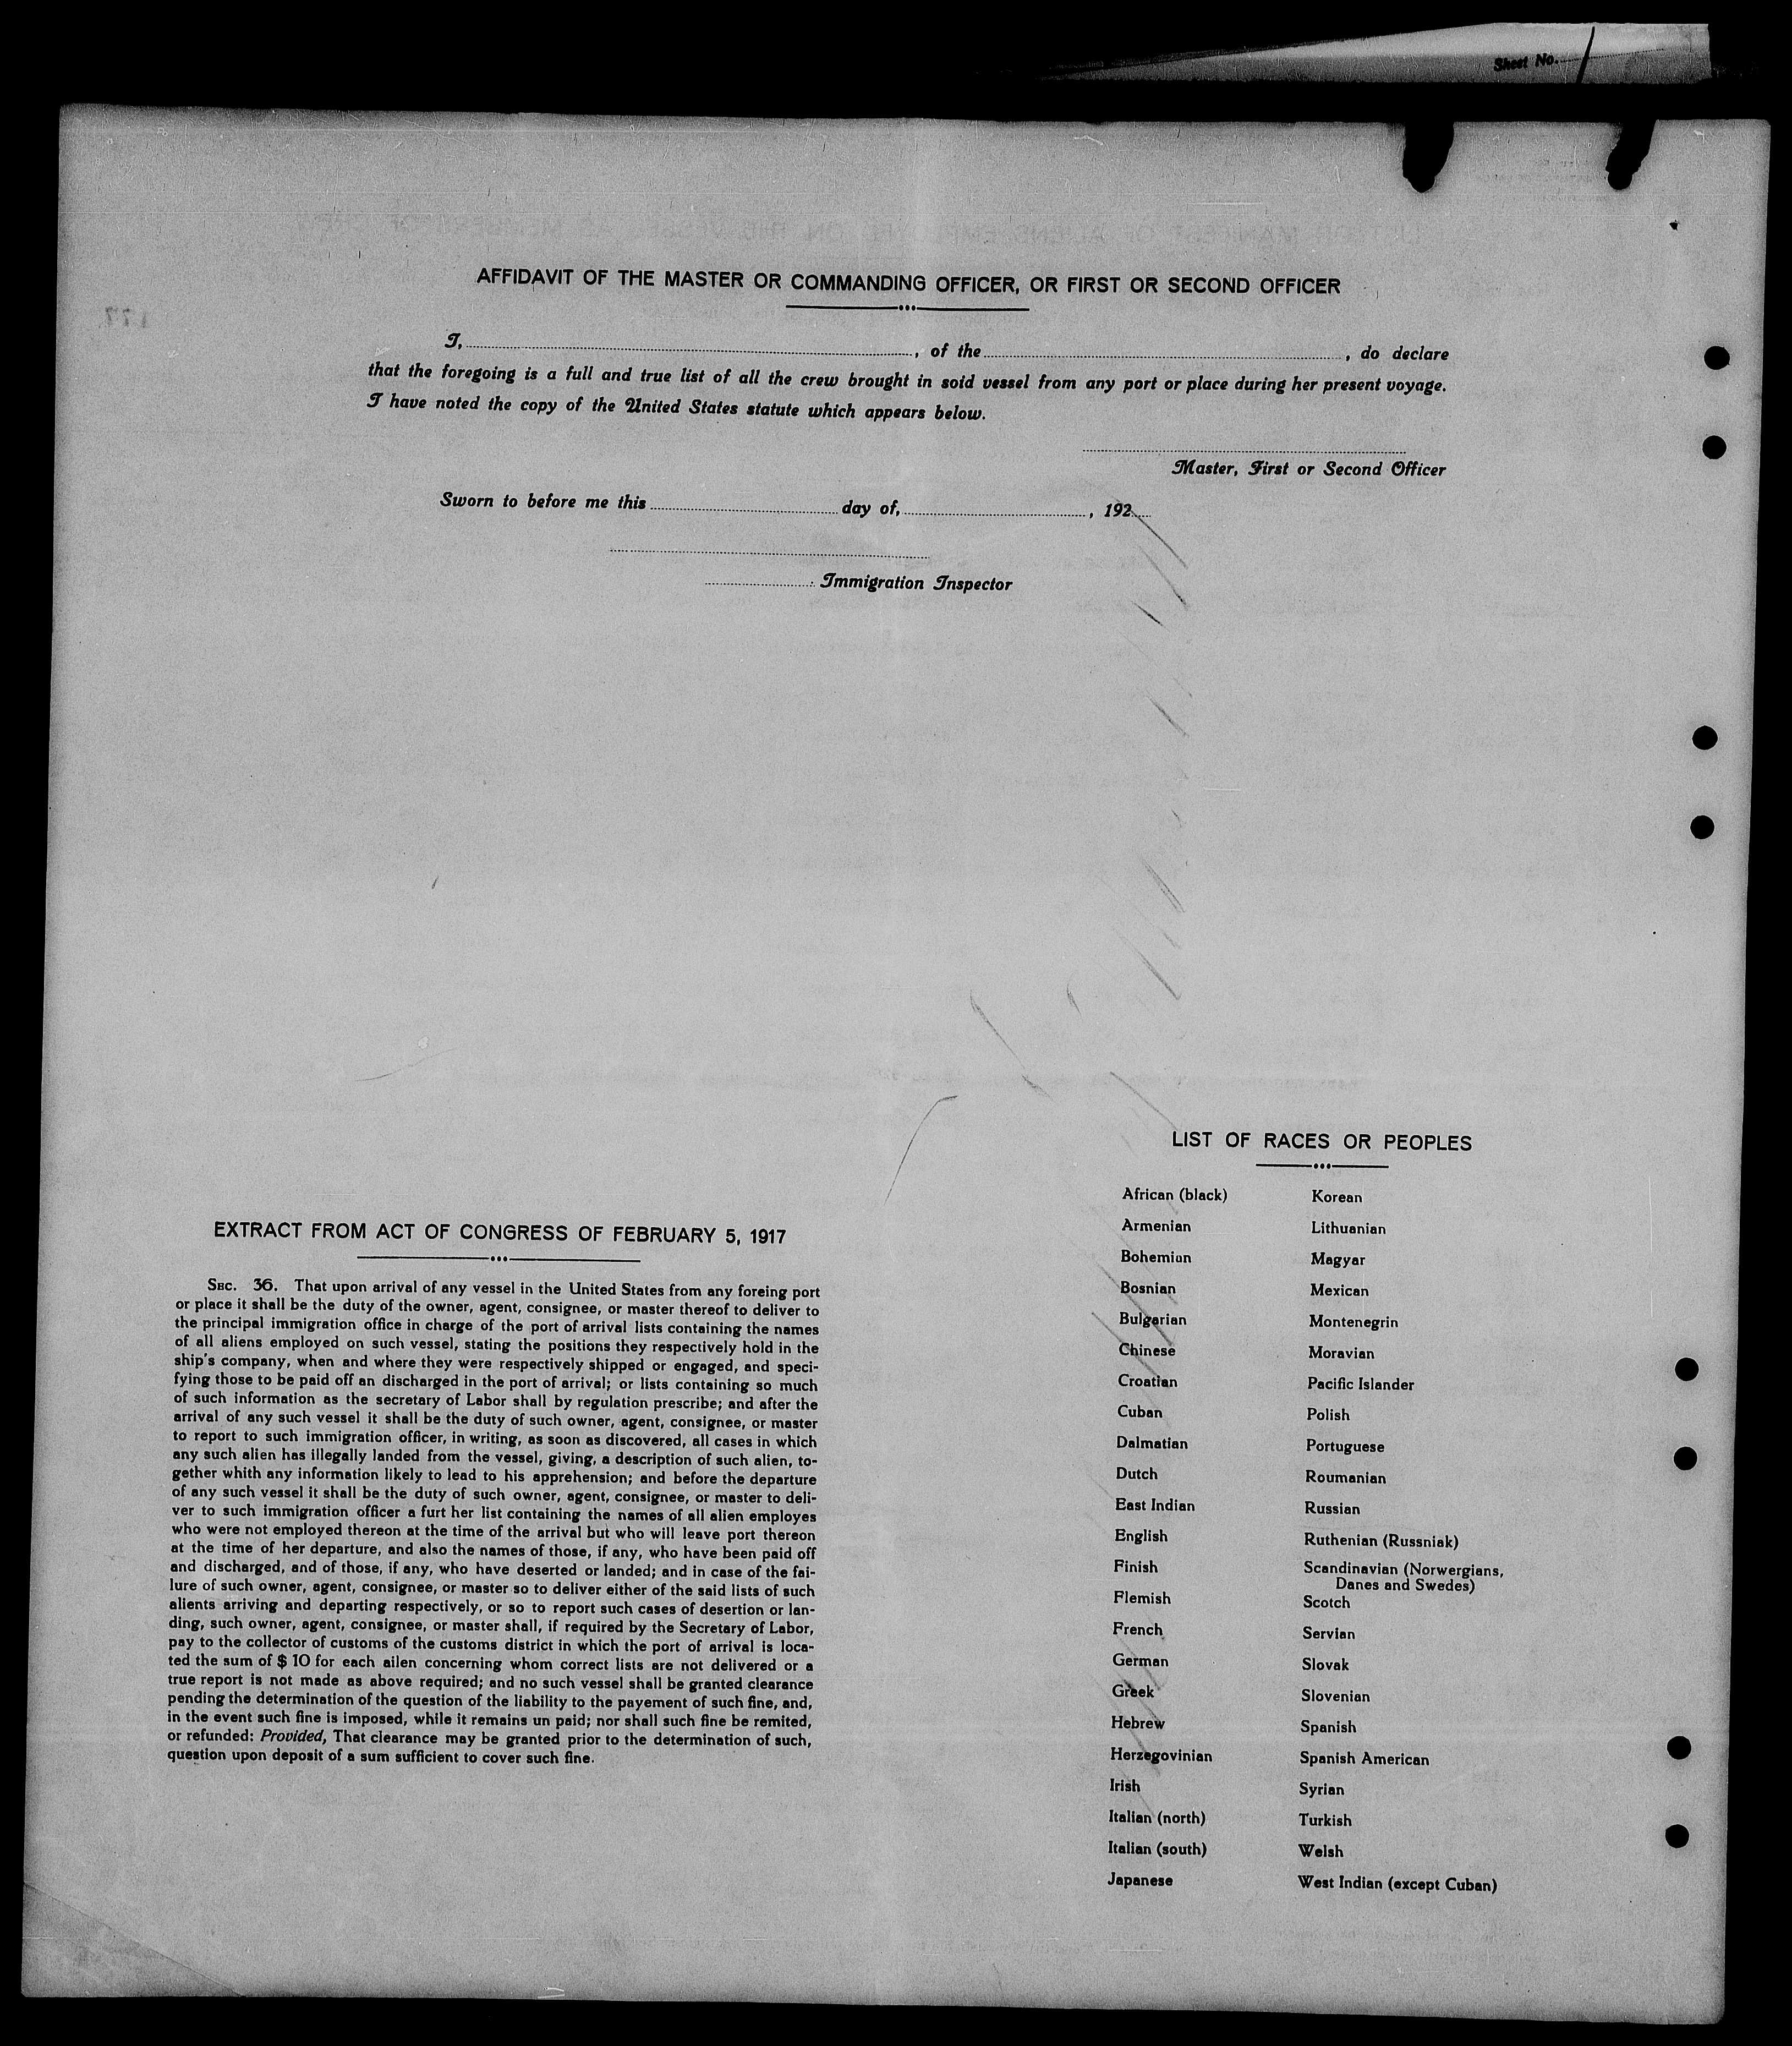 Sheet No.
AFFIDAVIT OF THE MASTER OR COMMANDING OFFICER, OR FIRST OR SECOND OFFICER
I, , of the , do declare
that the foregoing is a full and true list of all the crew brought in soid vessel from any port or place during her present voyage.
I have noted the copy of the United States statute which appears below.
Master, First or Second Officer
Sworn to before me this day of, , 192
Immigration Inspector
EXTRACT FROM ACT OF CONGRESS OF FEBRUARY 5, 1917
SEC. 36. That upon arrival of any vessel in the United States from any foreing port
or place it shall be the duty of the owner, agent, consignee, or master thereof to deliver to
the principal immigration office in charge of the port of arrival lists containing the names
of all aliens employed on such vessel, stating the positions they respectively hold in the
ship's company, when and where they were respectively shipped or engaged, and speci-
fying those to be paid off an discharged in the port of arrival; or lists containing so much
of such information as the secretary of Labor shall by regulation prescribe; and after the
arrival of any such vessel it shall be the duty of such owner, agent, consignee, or master
to report to such immigration officer, in writing, as soon as discovered, all cases in which
any such alien has illegally landed from the vessel, giving, a description of such alien, to-
gether whith any information likely to lead to his apprehension; and before the departure
of any such vessel it shall be the duty of such owner, agent, consignee, or master to deli-
ver to such immigration officer a furt her list containing the names of all alien employes
who were not employed thereon at the time of the arrival but who will leave port thereon
at the time of her departure, and also the names of those, if any, who have been paid off
and discharged, and of those, if any, who have deserted or landed; and in case of the fai-
lure of such owner, agent, consignee, or master so to deliver either of the said lists of such
alients arriving and departing respectively, or so to report such cases of desertion or lan-
ding, such owner, agent, consignee, or master shall, if required by the Secretary of Labor,
pay to the collector of customs of the customs district in which the port of arrival is loca-
ted the sum of $ 10 for each ailen concerning whom correct lists are not delivered or a
true report is not made as above required; and no such vessel shall be granted clearance
pending the determination of the question of the liability to the payement of such fine, and,
in the event such fine is imposed, while it remains un paid; nor shall such fine be remited,
or refunded: Provided, That clearance may be granted prior to the determination of such,
question upon deposit of a sum sufficient to cover such fine.
LIST OF RACES OR PEOPLES
African (black)
Armenian
Bohemian
Bosnian
Bulgarian
Chinese
Croatian
Cuban
Dalmatian
Dutch
East Indian
English
Finish
Flemish
French
German
Greek
Hebrew
Herzegovinian
Irish
Italian (north)
Italian (south)
Japanese
Korean
Lithuanian
Magyar
Mexican
Montenegrin
Moravian
Pacific Islander
Polish
Portuguese
Roumanian
Russian
Ruthenian (Russniak)
Scandinavian (Norwergians,
Danes and Swedes)
Scotch
Servian
Slovak
Slovenian
Spanish
Spanish American
Syrian
Turkish
Welsh
West Indian (except Cuban)